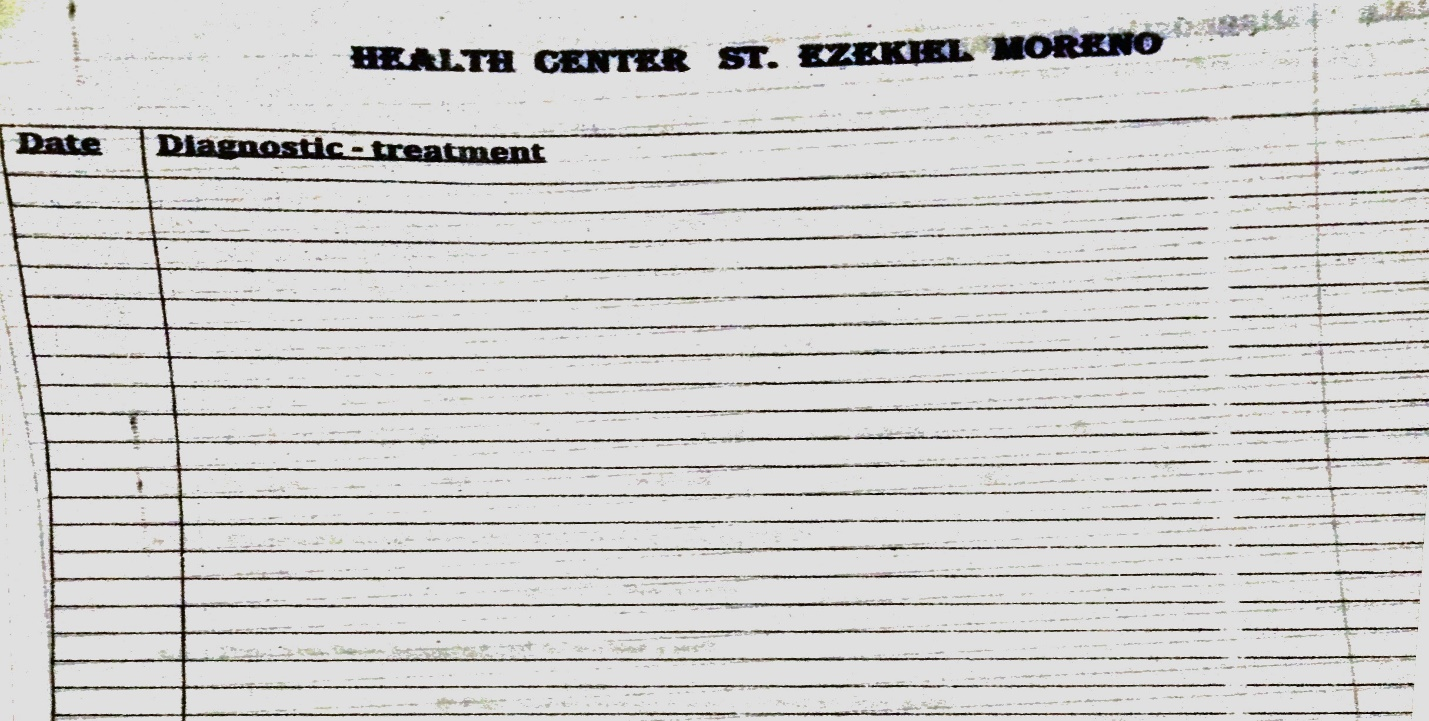 HEALTH CENTER ST. EZEKIEL MORENO
Date Diagnostic - treatment